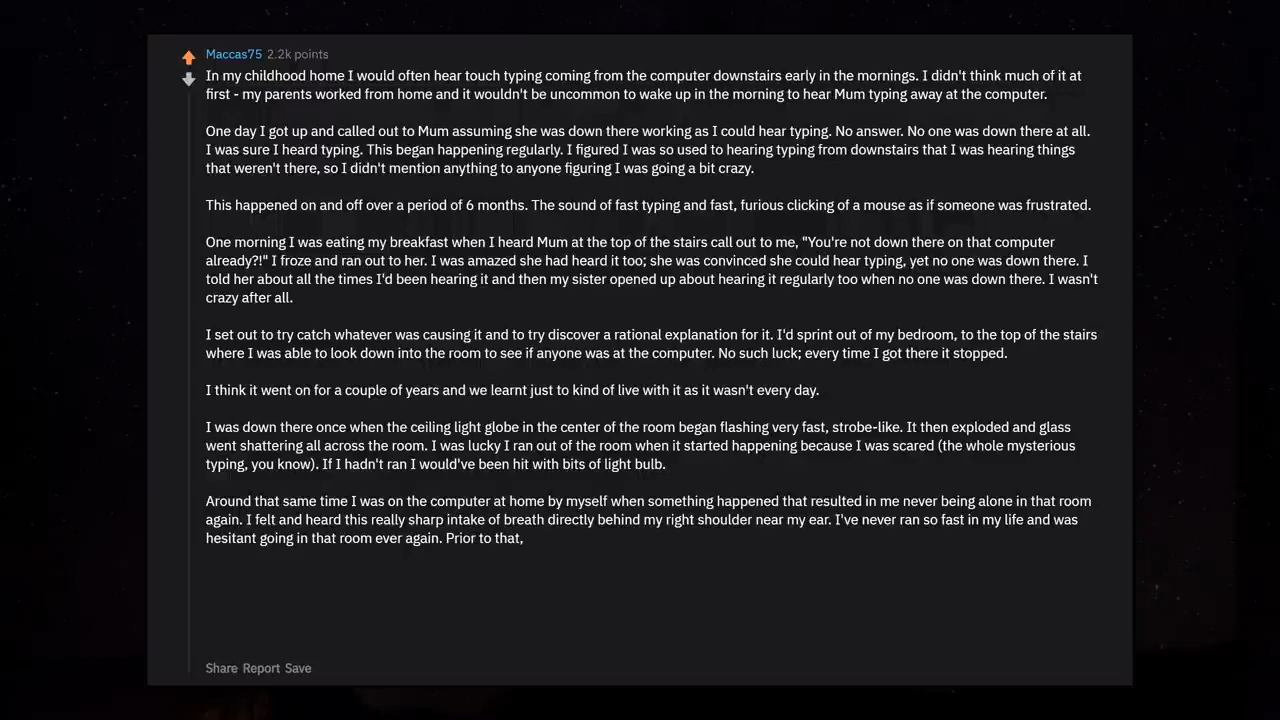 Maccas75 2.2k points
In my childhood home I would often hear touch typing coming from the computer downstairs early in the mornings. I didn't think much of it at
first - my parents worked from home and it wouldn't be uncommon to wake up in the morning to hear Mum typing away at the computer.
One day I got up and called out to Mum assuming she was down there working as I could hear typing. No answer. No one was down there at all.
I was sure I heard typing. This began happening regularly. I figured I was so used to hearing typing from downstairs that I was hearing things
that weren't there, so I didn't mention anything to anyone figuring I was going a bit crazy.
This happened on and off over a period of 6 months. The sound of fast typing and fast, furious clicking of a mouse as if someone was frustrated.
One morning I was eating my breakfast when I heard Mum at the top of the stairs call out to me, "You're not down there on that computer
already?!" I froze and ran out to her. I was amazed she had heard it too; she was convinced she could hear typing, yet no one was down there. I
told her about all the times I'd been hearing it and then my sister opened up about hearing it regularly too when no one was down there. I wasn't
crazy after all.
I set out to try catch whatever was causing it and to try discover a rational explanation for it. I'd sprint out of my bedroom, to the top of the stairs
where I was able to look down into the room to see if anyone was at the computer. No such luck; every time I got there it stopped.
I think it went on for a couple of years and we learnt just to kind of live with it as it wasn't every day.
I was down there once when the ceiling light globe in the center of the room began flashing very fast, strobe-like. It then exploded and glass
went shattering all across the room. I was lucky I ran out of the room when it started happening because I was scared (the whole mysterious
typing, you know). If I hadn't ran I would've been hit with bits of light bulb.
Around that same time I was on the computer at home by myself when something happened that resulted in me never being alone in that room
again. I felt and heard this really sharp intake of breath directly behind my right shoulder near my ear. I've never ran so fast in my life and was
hesitant going in that room ever again. Prior to that,
Share Report Save